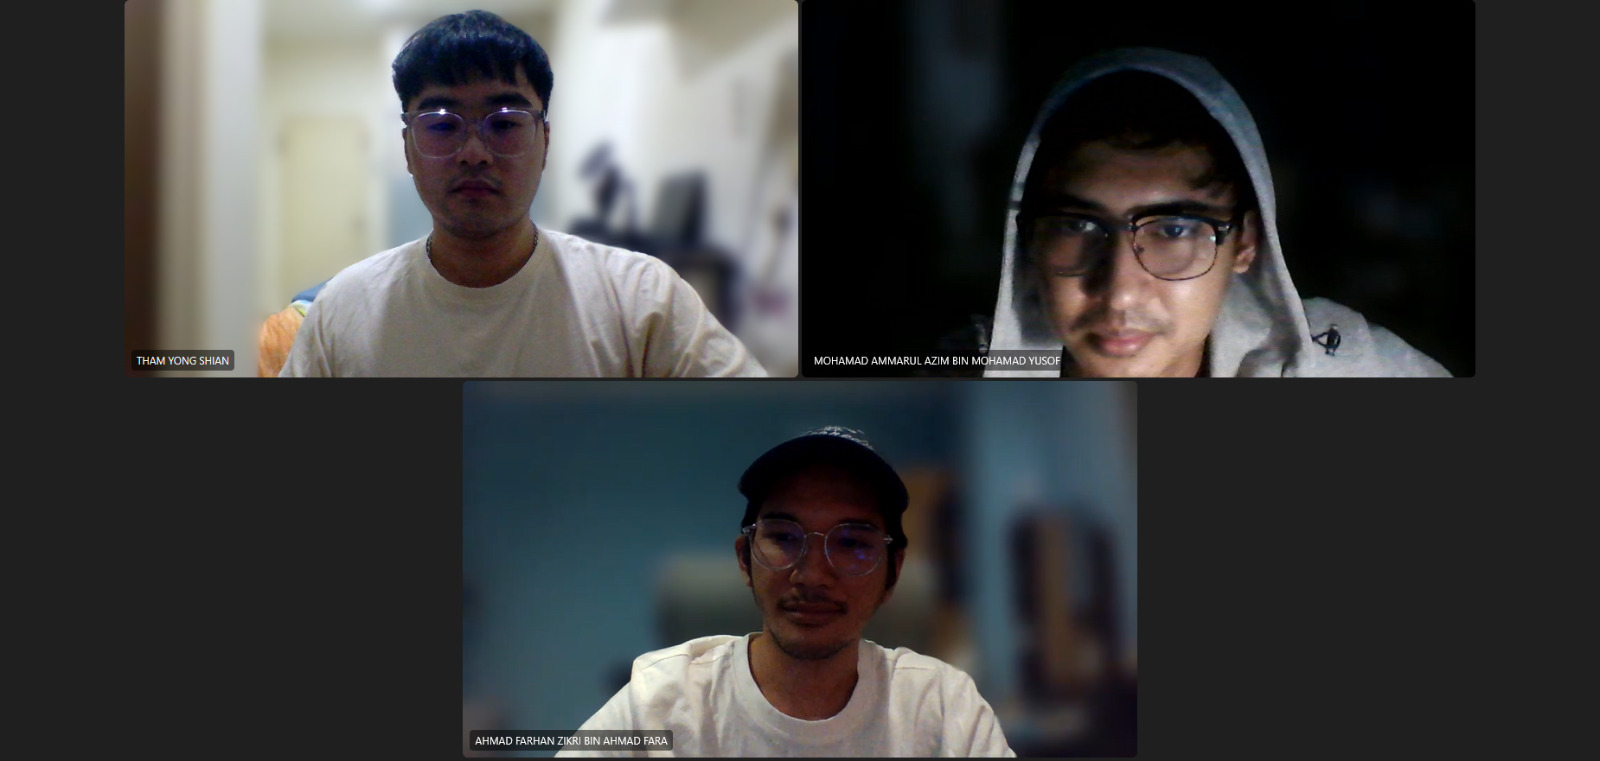 THAM YONG SHIAN
MOHAMAD AMMARUL AZIM BIN MOHAMAD YUSOF
AHMAD FARHAN ZIKRI BIN AHMAD FARA